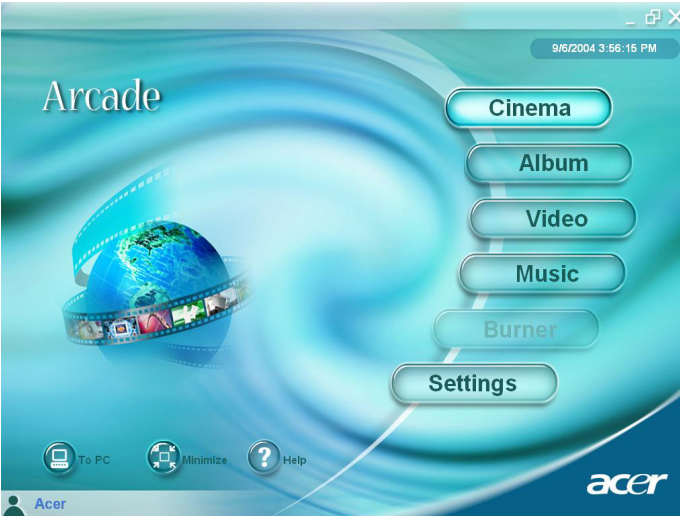 9/6/2004 3:56:15 PM
Arcade
Cinema
Album
Video
Music
Burner
Settings
To PC
Minimize
? Help
acer
Acer